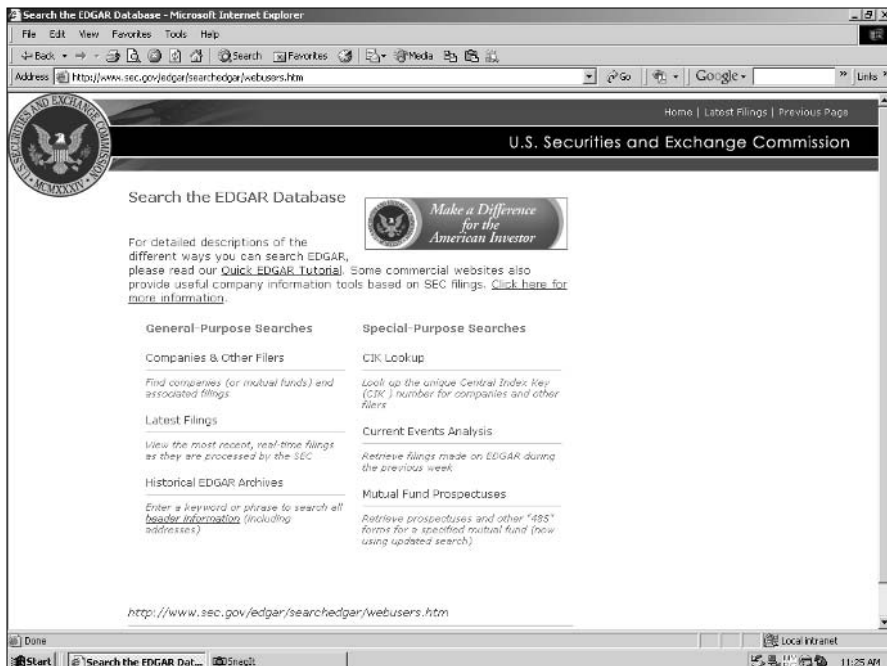 Search the EDGAR Database - Microsoft Internet Explorer
File Edit View Favorites Tools Help
Back Search Favorites Media
Address http://www.sec.gov/edgar/searchedgar/webusers.htm Go Google Links
Home | Latest Filings | Previous Page
U.S. Securities and Exchange Commission
U.S. SECURITIES AND EXCHANGE COMMISSION
MCMXXXIV
Search the EDGAR Database
Make a Difference
for the
American Investor
For detailed descriptions of the
different ways you can search EDGAR,
please read our Quick EDGAR Tutorial. Some commercial websites also
provide useful company information tools based on SEC filings. Click here for
more information.
General-Purpose Searches
Companies & Other Filers
Find companies (or mutual funds) and
associated filings
Latest Filings
View the most recent, real-time filings
as they are processed by the SEC
Historical EDGAR Archives
Enter a keyword or phrase to search all
header information (including
addresses)
Special-Purpose Searches
CIK Lookup
Look up the unique Central Index Key
(CIK ) number for companies and other
filers
Current Events Analysis
Retrieve filings made on EDGAR during
the previous week
Mutual Fund Prospectuses
Retrieve prospectuses and other "485"
forms for a specified mutual fund (now
using updated search)
http://www.sec.gov/edgar/searchedgar/webusers.htm
Done Local intranet
Start Search the EDGAR Dat... SnagIt 11:25 AM